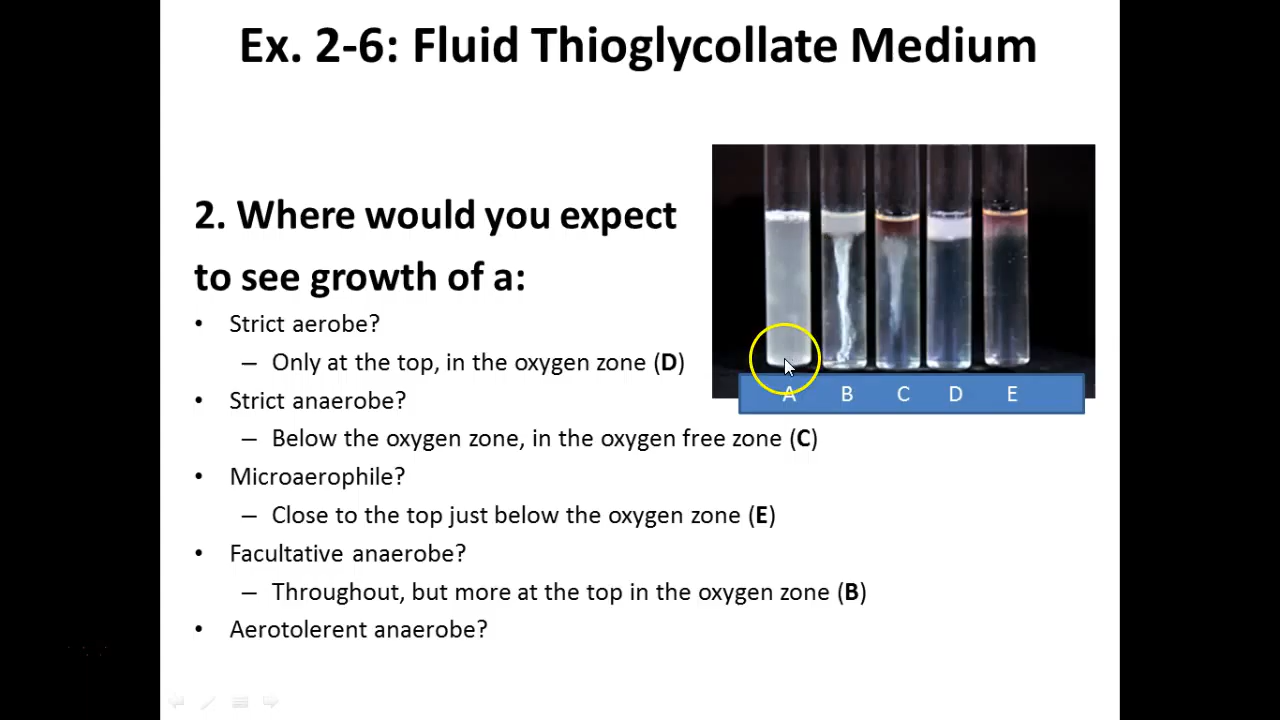 Ex. 2-6: Fluid Thioglycollate Medium
2. Where would you expect
to see growth of a:
• Strict aerobe?
– Only at the top, in the oxygen zone (D)
• Strict anaerobe?
– Below the oxygen zone, in the oxygen free zone (C)
• Microaerophile?
– Close to the top just below the oxygen zone (E)
• Facultative anaerobe?
– Throughout, but more at the top in the oxygen zone (B)
• Aerotolerent anaerobe?
A B C D E